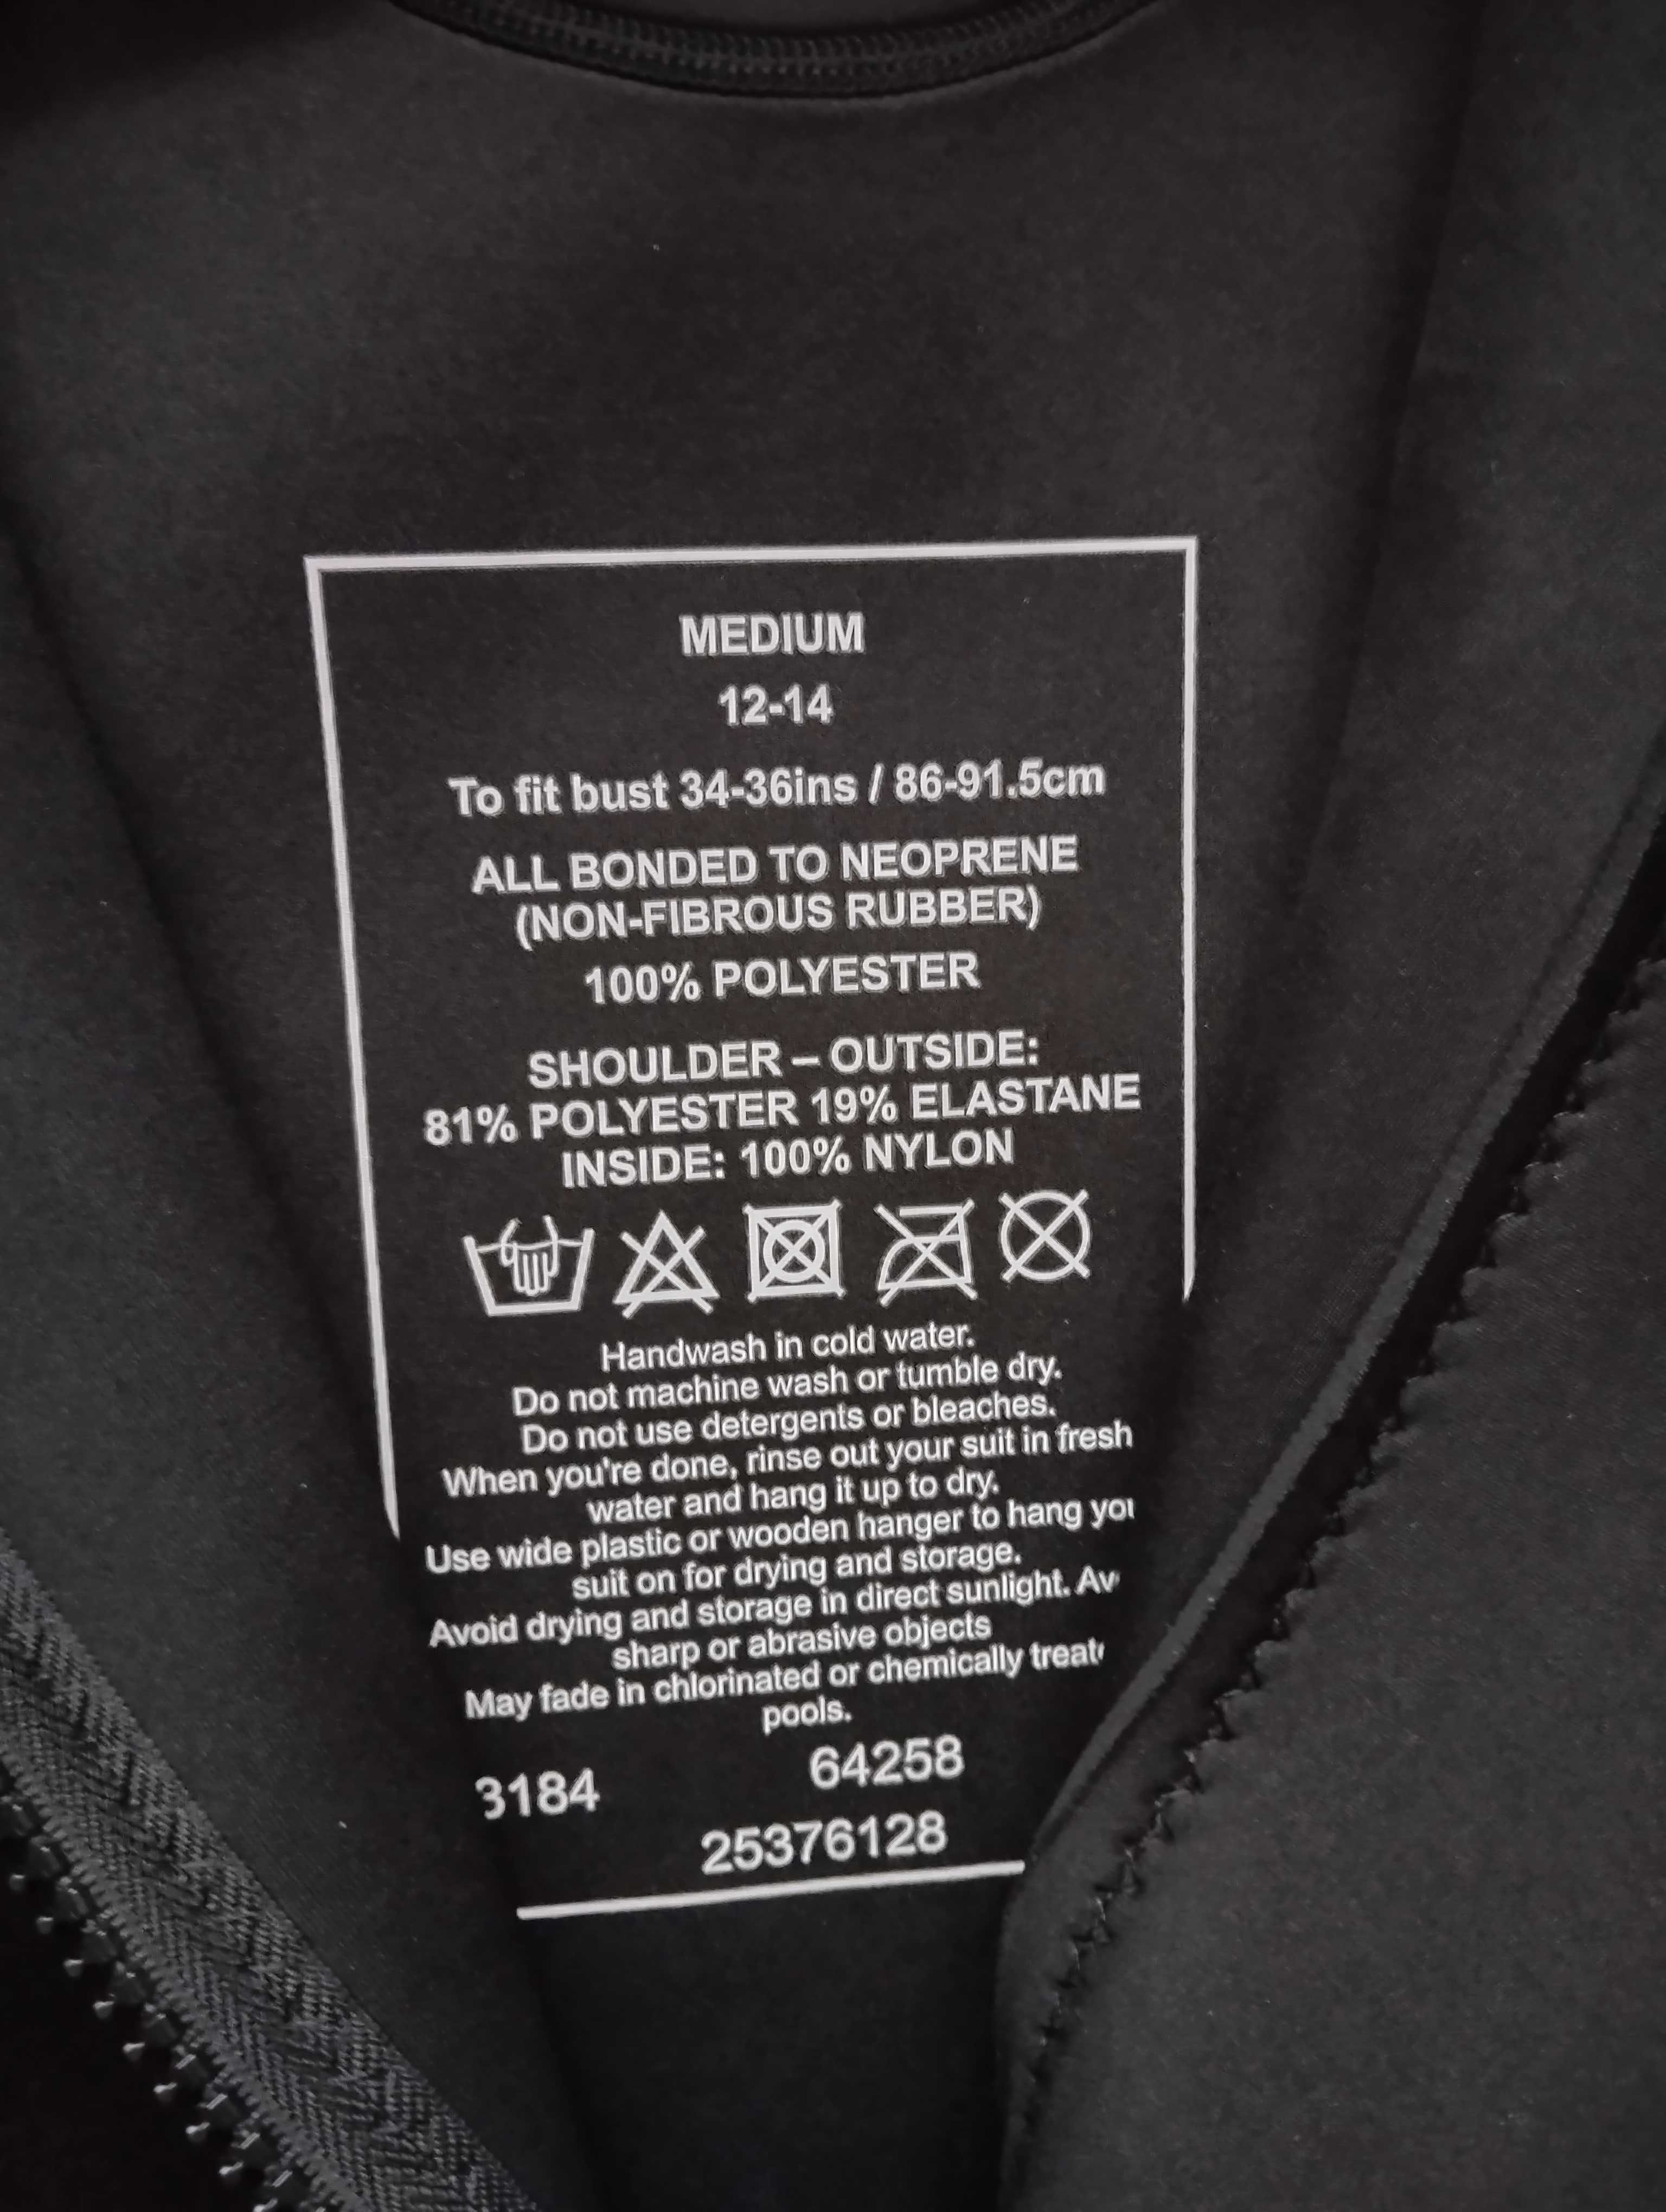 MEDIUM
12-14
To fit bust 34-36ins / 86-91.5cm
ALL BONDED TO NEOPRENE
(NON-FIBROUS RUBBER)
100% POLYESTER
SHOULDER – OUTSIDE:
81% POLYESTER 19% ELASTANE
INSIDE: 100% NYLON
Handwash in cold water.
Do not machine wash or tumble dry.
Do not use detergents or bleaches.
When you're done, rinse out your suit in fresh
water and hang it up to dry.
Use wide plastic or wooden hanger to hang
suit on for drying and storage.
Avoid drying and storage in direct sunlight.
sharp or abrasive objects
May fade in chlorinated or chemically
pools.
3184 64258
25376128